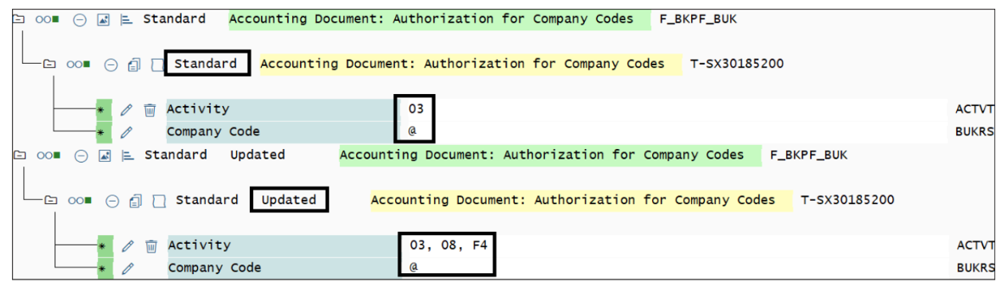 Standard Accounting Document: Authorization for Company Codes F_BKPF_BUK
Standard Accounting Document: Authorization for Company Codes T-SX30185200
* Activity 03 ACTVT
* Company Code @ BUKRS
Standard Updated Accounting Document: Authorization for Company Codes F_BKPF_BUK
Standard Updated Accounting Document: Authorization for Company Codes T-SX30185200
* Activity 03, 08, F4 ACTVT
* Company Code @ BUKRS